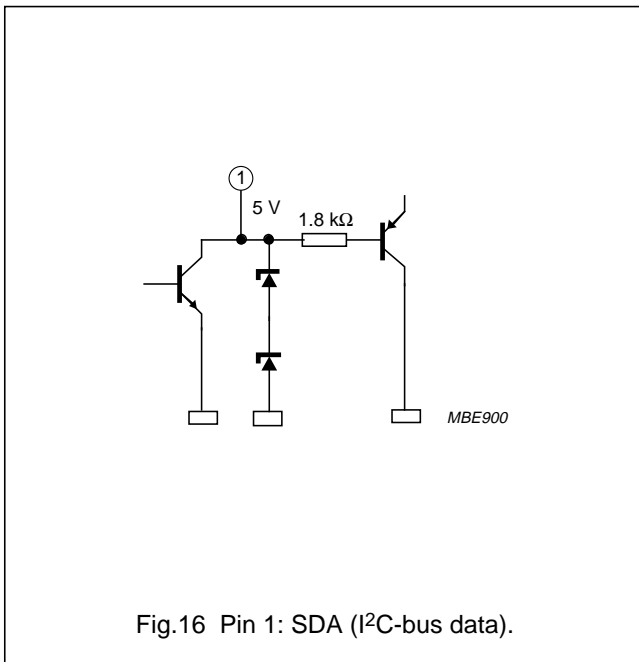 1
5 V
1.8 kΩ
MBE900
Fig.16 Pin 1: SDA (I²C-bus data).